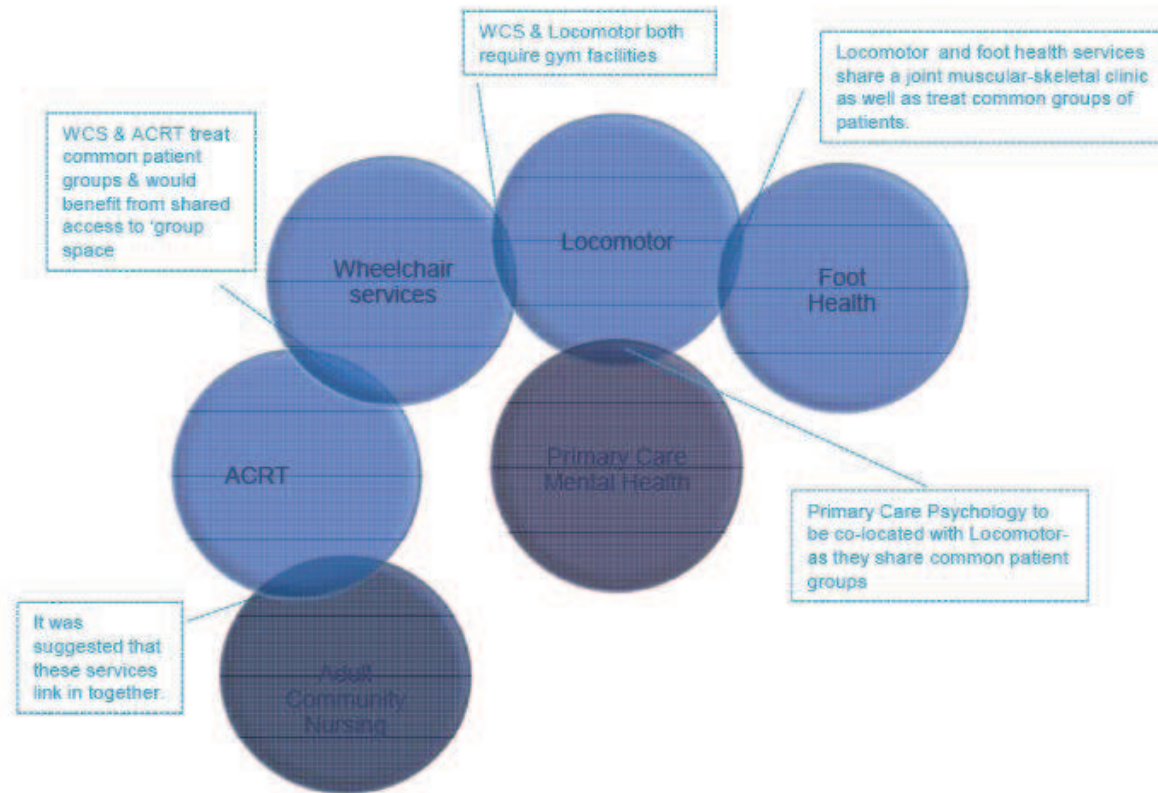 WCS & Locomotor both
require gym facilities
Locomotor and foot health services
share a joint muscular-skeletal clinic
as well as treat common groups of
patients.
WCS & ACRT treat
common patient
groups & would
benefit from shared
access to ‘group
space
Locomotor
Wheelchair
services
Foot
Health
ACRT
Primary Care
Mental Health
Primary Care Psychology to
be co-located with Locomotor-
as they share common patient
groups
It was
suggested that
these services
link in together.
Adult
Community
Nursing